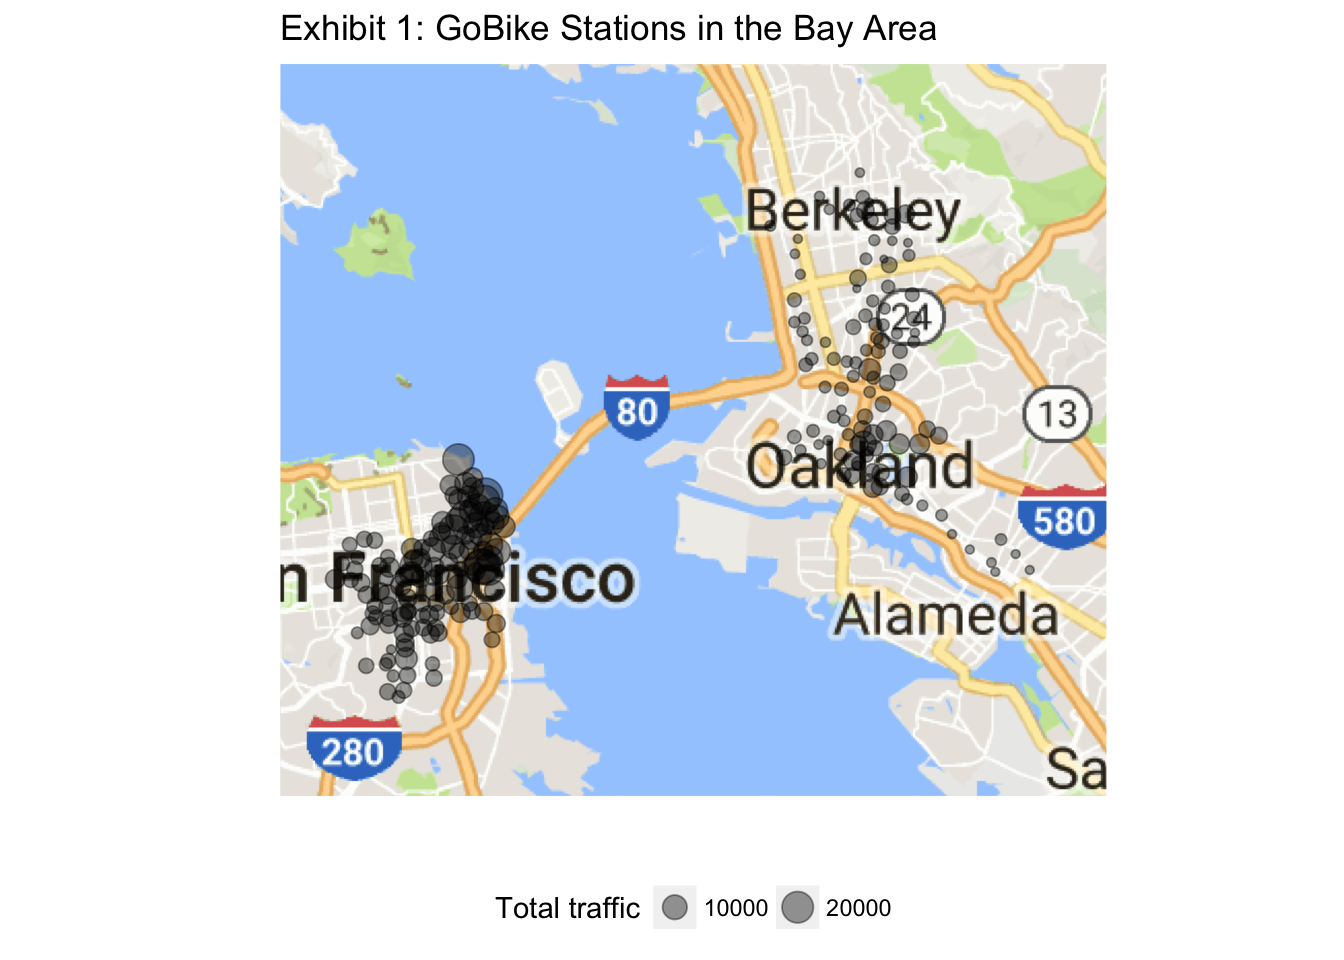 Exhibit 1: GoBike Stations in the Bay Area
Berkeley
24
80
13
Oakland
580
n Francisco
Alameda
280
Sa
Total traffic 10000 20000